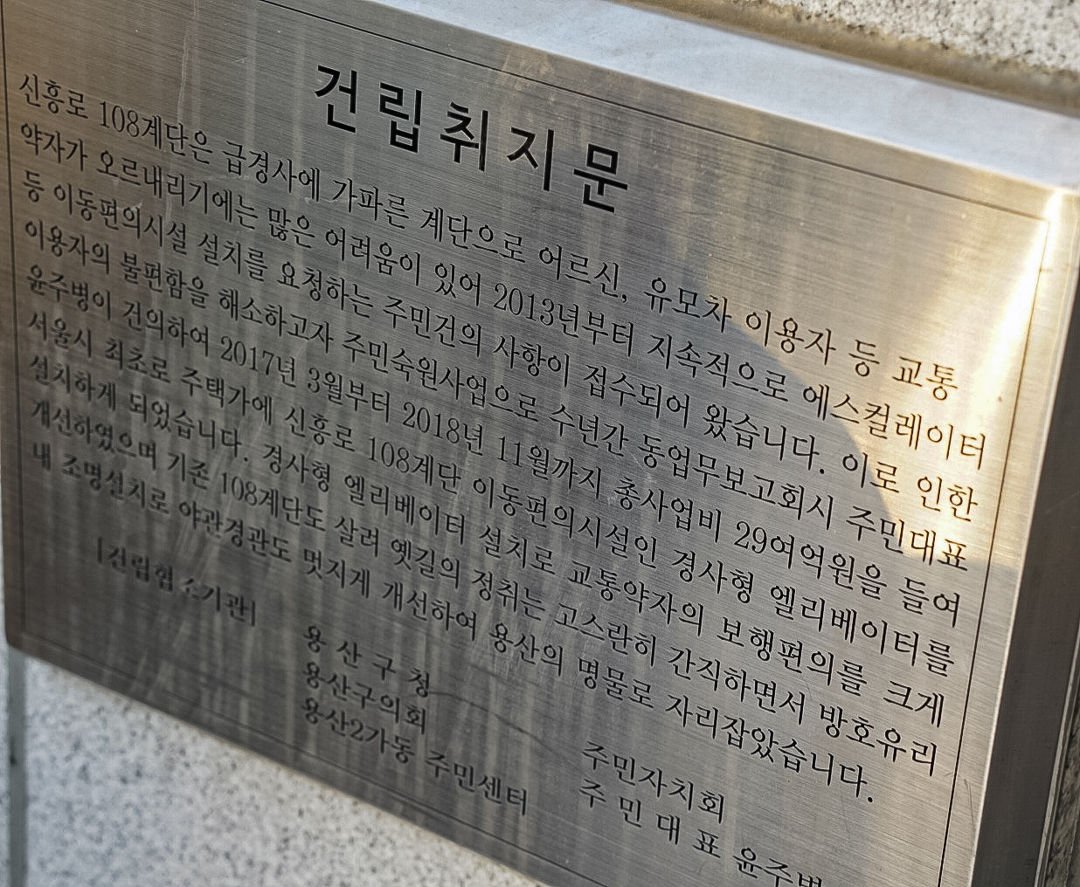 건립취지문
신흥로 108계단은 급경사에 가파른 계단으로 어르신, 유모차 이용자 등 교통
약자가 오르내리기에는 많은 어려움이 있어 2013년부터 지속적으로 에스컬레이터
등 이동편의시설 설치를 요청하는 주민건의 사항이 접수되어 왔습니다. 이로 인한
이용자의 불편함을 해소하고자 주민숙원사업으로 수년간 동업무보고회시 주민대표
윤주병이 건의하여 2017년 3월부터 2018년 11월까지 총사업비 29여억원을 들여
서울시 최초로 주택가에 신흥로 108계단 이동편의시설인 경사형 엘리베이터를
설치하게 되었습니다. 경사형 엘리베이터 설치로 교통약자의 보행편의를 크게
개선하였으며 기존 108계단도 살려 옛길의 정취는 고스란히 간직하면서 방호유리
내 조명설치로 야관경관도 멋지게 개선하여 용산의 명물로 자리잡았습니다.
[건립협조기관]
용산구청
용산구의회
용산2가동 주민센터
주민자치회
주민대표 윤주병